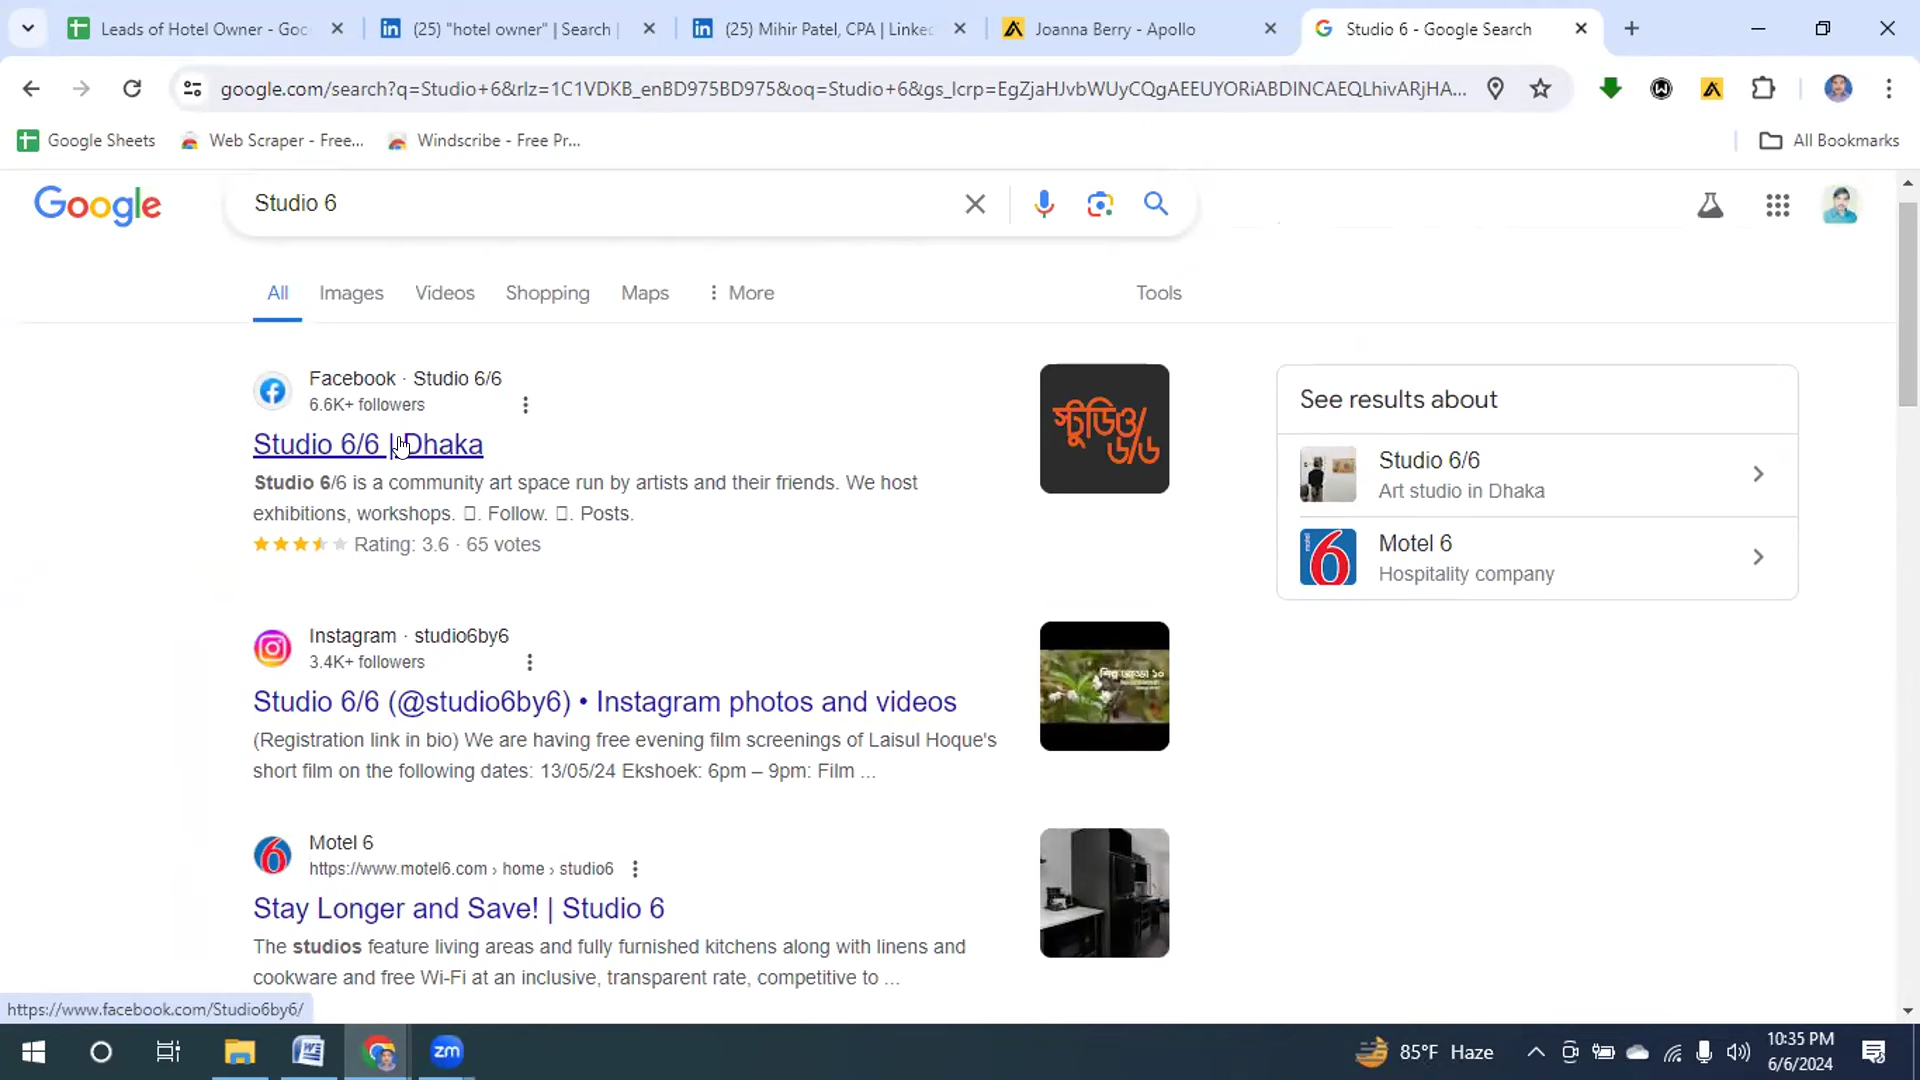 Leads of Hotel Owner - Goo
(25) "hotel owner" | Search |
(25) Mihir Patel, CPA | Linke
Joanna Berry - Apollo
Studio 6 - Google Search
google.com/search?q=Studio+6&rlz=1C1VDKB_enBD975BD975&oq=Studio+6&gs_lcrp=EgZjaHJvbWUyCQgAEEUYORiABDINCAEQLhivARjHA...
Google Sheets
Web Scraper - Free...
Windscribe - Free Pr...
All Bookmarks
Google
Studio 6
All
Images
Videos
Shopping
Maps
More
Tools
Facebook · Studio 6/6
6.6K+ followers
Studio 6/6 | Dhaka
Studio 6/6 is a community art space run by artists and their friends. We host
exhibitions, workshops. . Follow. . Posts.
Rating: 3.6 · 65 votes
স্টুডিও/
৬/৬
See results about
Studio 6/6
Art studio in Dhaka
motel
6
Motel 6
Hospitality company
Instagram · studio6by6
3.4K+ followers
Studio 6/6 (@studio6by6) • Instagram photos and videos
(Registration link in bio) We are having free evening film screenings of Laisul Hoque's
short film on the following dates: 13/05/24 Ekshoek: 6pm – 9pm: Film ...
শিল্প আড্ডা ১০
6
Motel 6
https://www.motel6.com › home › studio6
Stay Longer and Save! | Studio 6
The studios feature living areas and fully furnished kitchens along with linens and
cookware and free Wi-Fi at an inclusive, transparent rate, competitive to ...
https://www.facebook.com/Studio6by6/
zm
85°F Haze
10:35 PM
6/6/2024